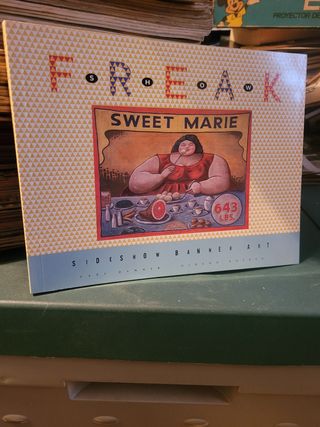 PROYECTOR DE
FREAK
SHOW
SWEET MARIE
643
LBS.
SIDESHOW BANNER ART